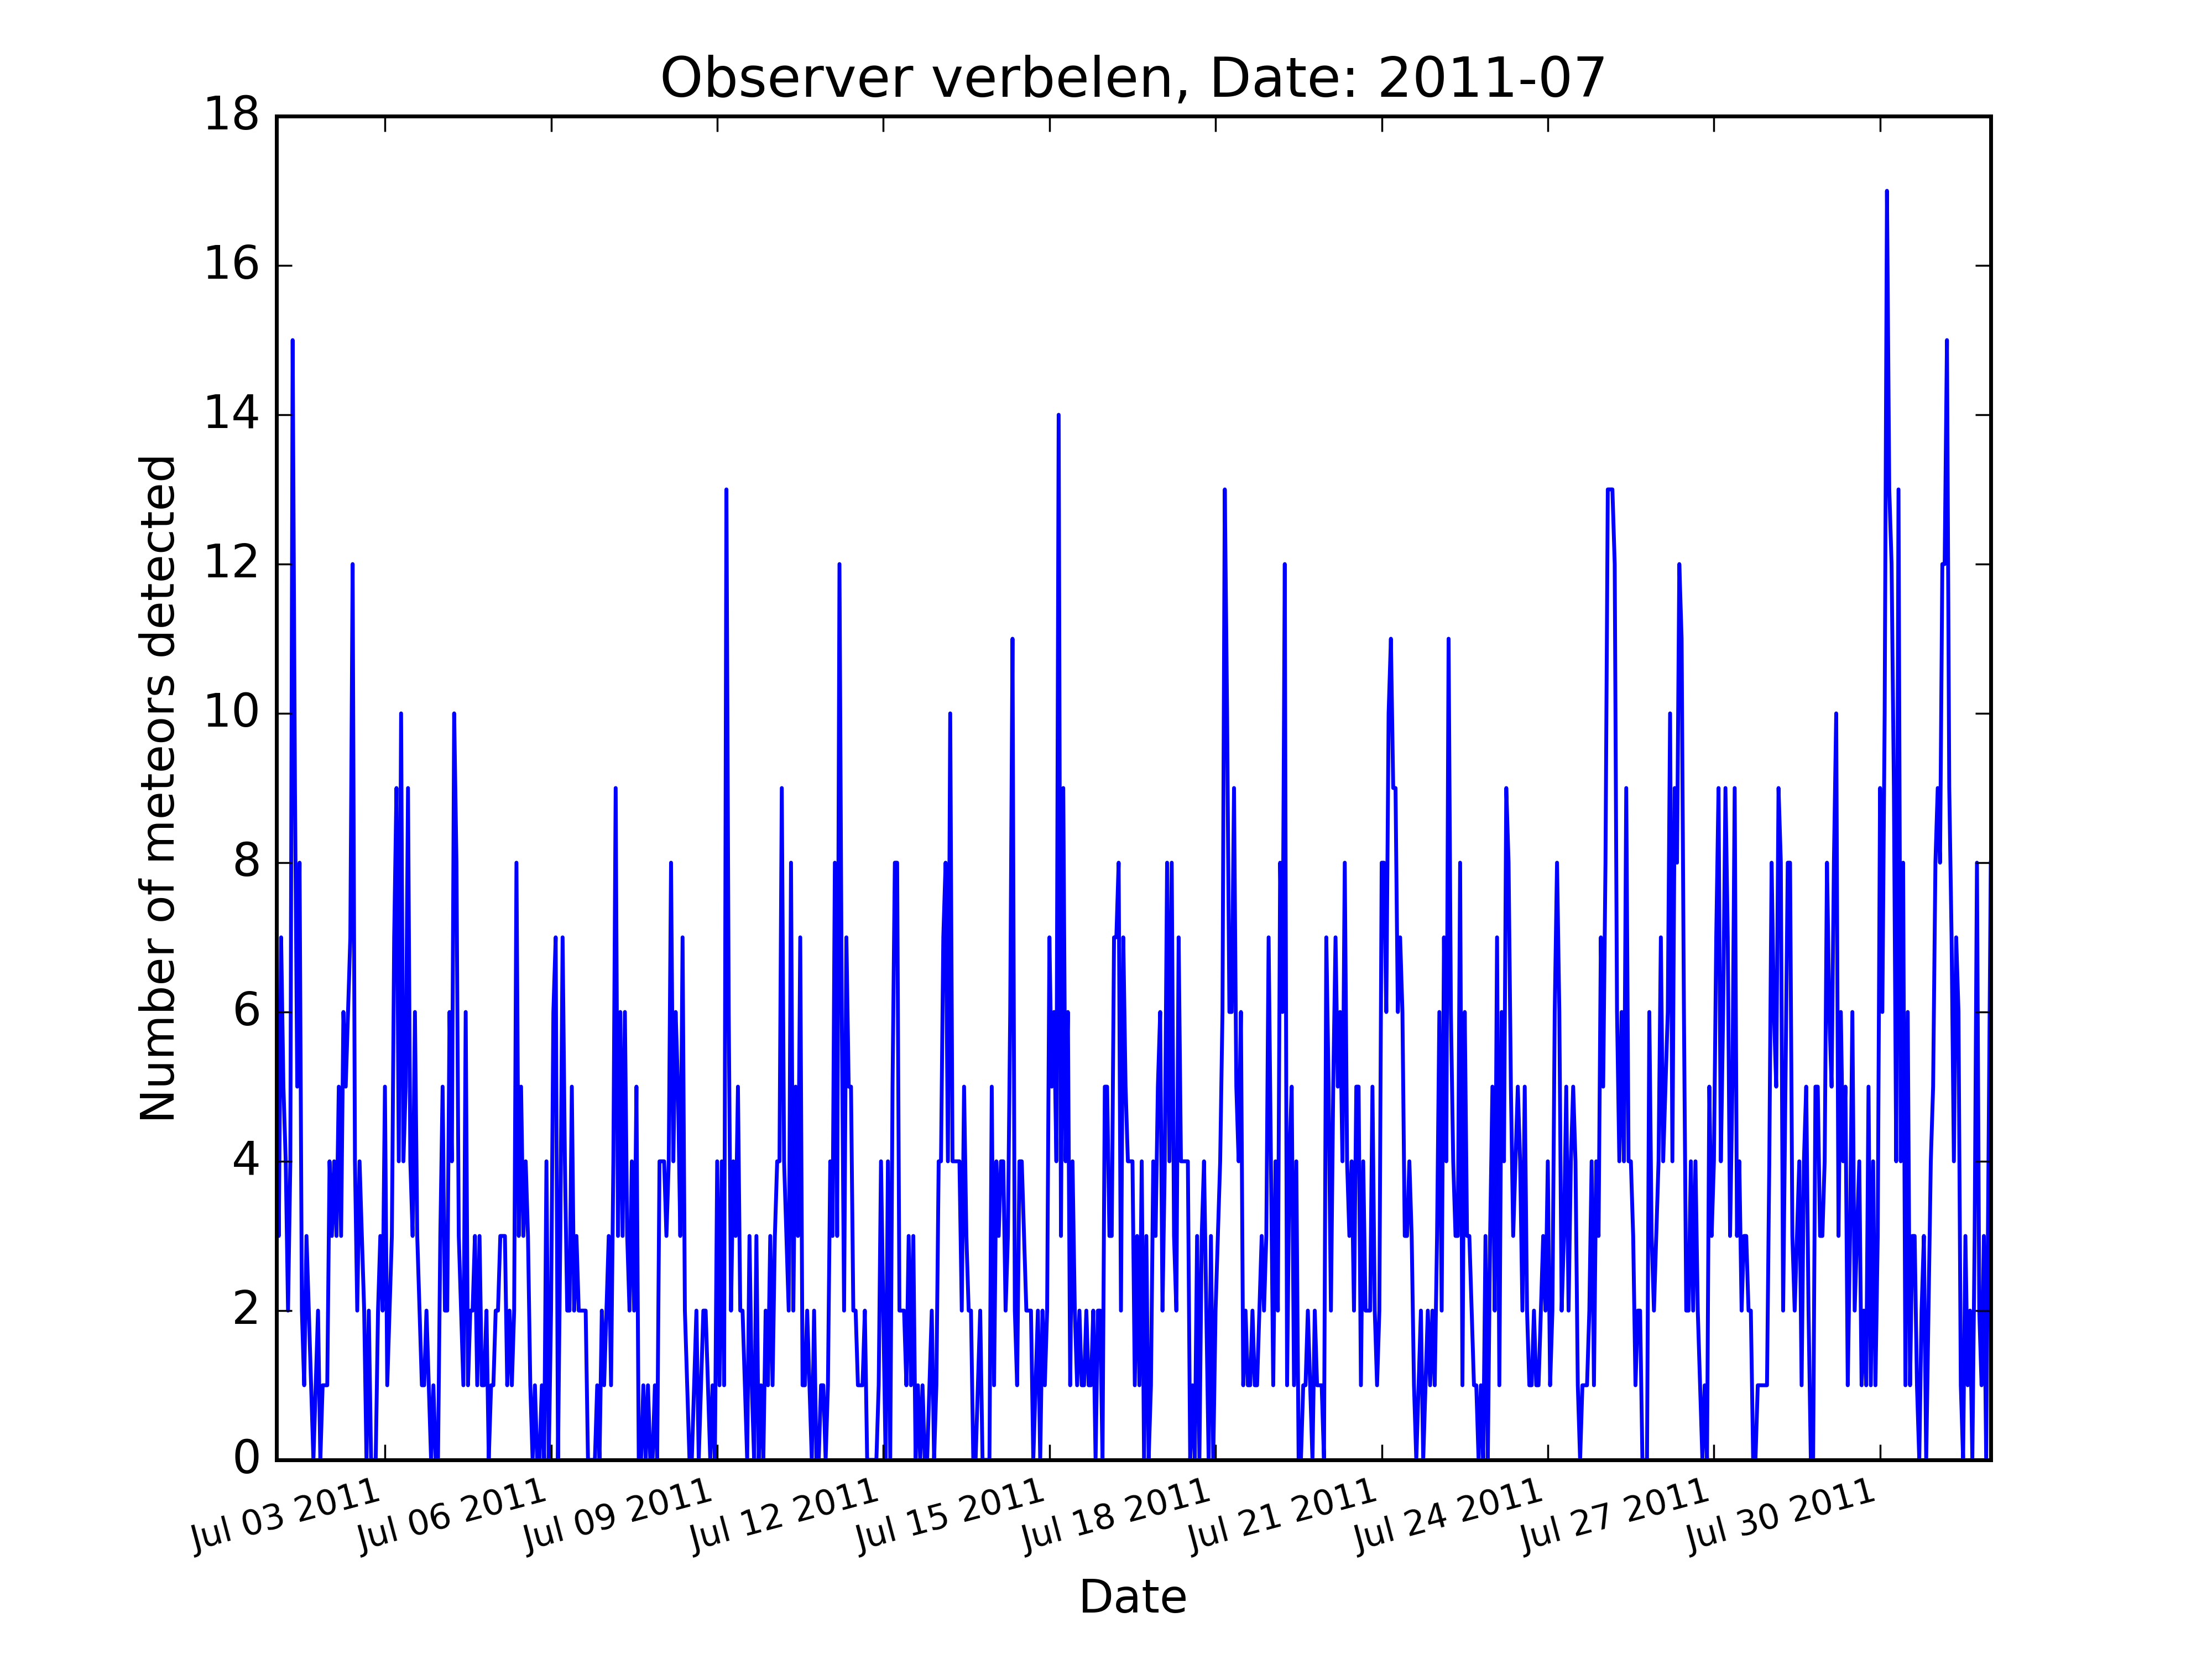 Observer verbelen, Date: 2011-07
18
16
14
12
10
8
6
4
2
0
Number of meteors detected
Jul 03 2011
Jul 06 2011
Jul 09 2011
Jul 12 2011
Jul 15 2011
Jul 18 2011
Jul 21 2011
Jul 24 2011
Jul 27 2011
Jul 30 2011
Date